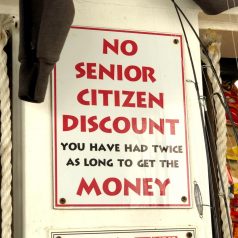 NO
SENIOR
CITIZEN
DISCOUNT
YOU HAVE HAD TWICE
AS LONG TO GET THE
MONEY